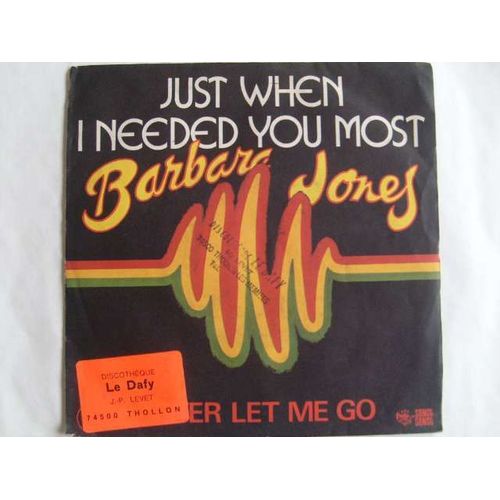 JUST WHEN
I NEEDED YOU MOST
Barbara Jones
DISCOTHEQUE
Le Dafy
J.-P. LEVET
74500 THOLLON
ER LET ME GO